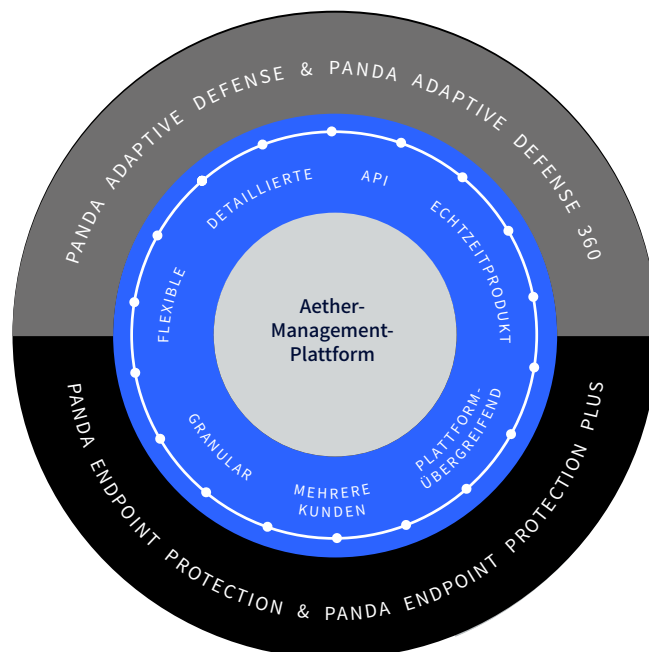 PANDA ADAPTIVE DEFENSE & PANDA ADAPTIVE DEFENSE 360
DETAILLIERTE
API
ECHTZEITPRODUKT
FLEXIBLE
Aether-
Management-
Plattform
GRANULAR
MEHRERE
KUNDEN
PLATTFORM-
ÜBERGREIFEND
PANDA ENDPOINT PROTECTION & PANDA ENDPOINT PROTECTION PLUS